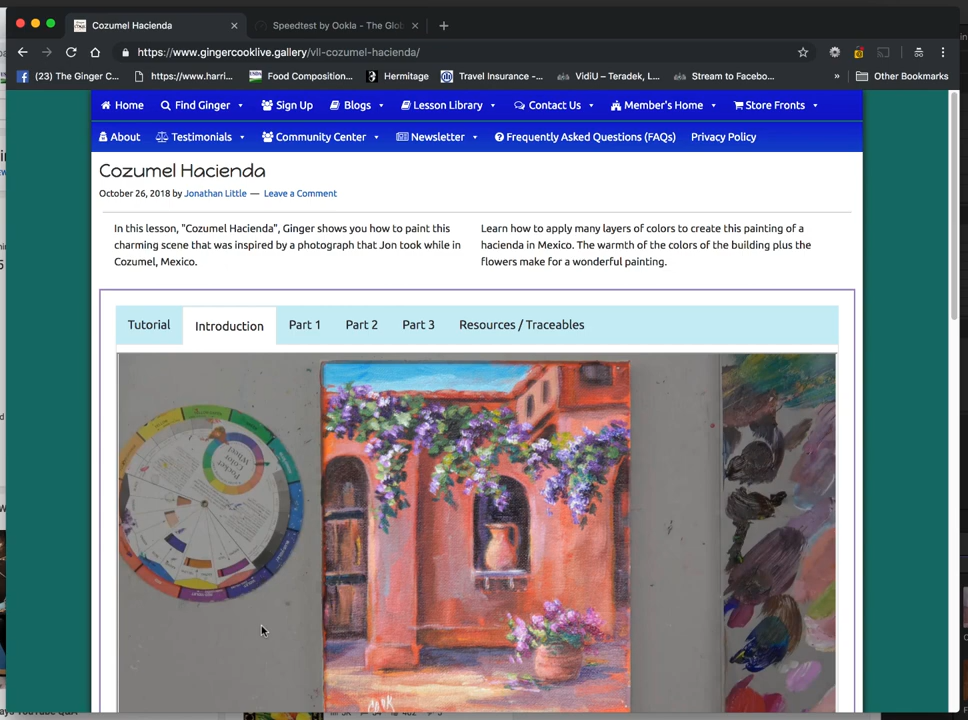 Cozumel Hacienda
Speedtest by Ookla - The Glob
https://www.gingercooklive.gallery/vll-cozumel-hacienda/
(23) The Ginger C...
https://www.harri...
Food Composition...
Hermitage
Travel Insurance -...
VidiU – Teradek, L...
Stream to Facebo...
»
Other Bookmarks
Home Find Ginger Sign Up Blogs Lesson Library Contact Us Member's Home Store Fronts
About Testimonials Community Center Newsletter Frequently Asked Questions (FAQs) Privacy Policy
Cozumel Hacienda
October 26, 2018 by Jonathan Little — Leave a Comment
In this lesson, "Cozumel Hacienda", Ginger shows you how to paint this
charming scene that was inspired by a photograph that Jon took while in
Cozumel, Mexico.
Learn how to apply many layers of colors to create this painting of a
hacienda in Mexico. The warmth of the colors of the building plus the
flowers make for a wonderful painting.
Tutorial Introduction Part 1 Part 2 Part 3 Resources / Traceables
Pocket
Color
Wheel